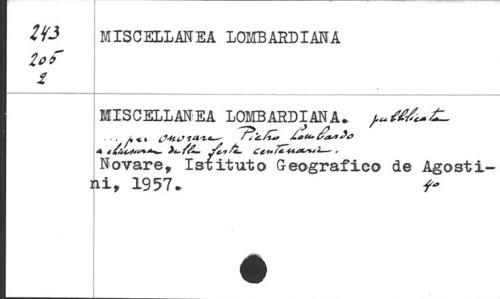 243
205
2
MISCELLANEA LOMBARDIANA
MISCELLANEA LOMBARDIANA. pubblicata
... per onorare Pietro Lombardo
a chiusura delle feste centenarie.
Novare, Istituto Geografico de Agosti-
ni, 1957.
4o